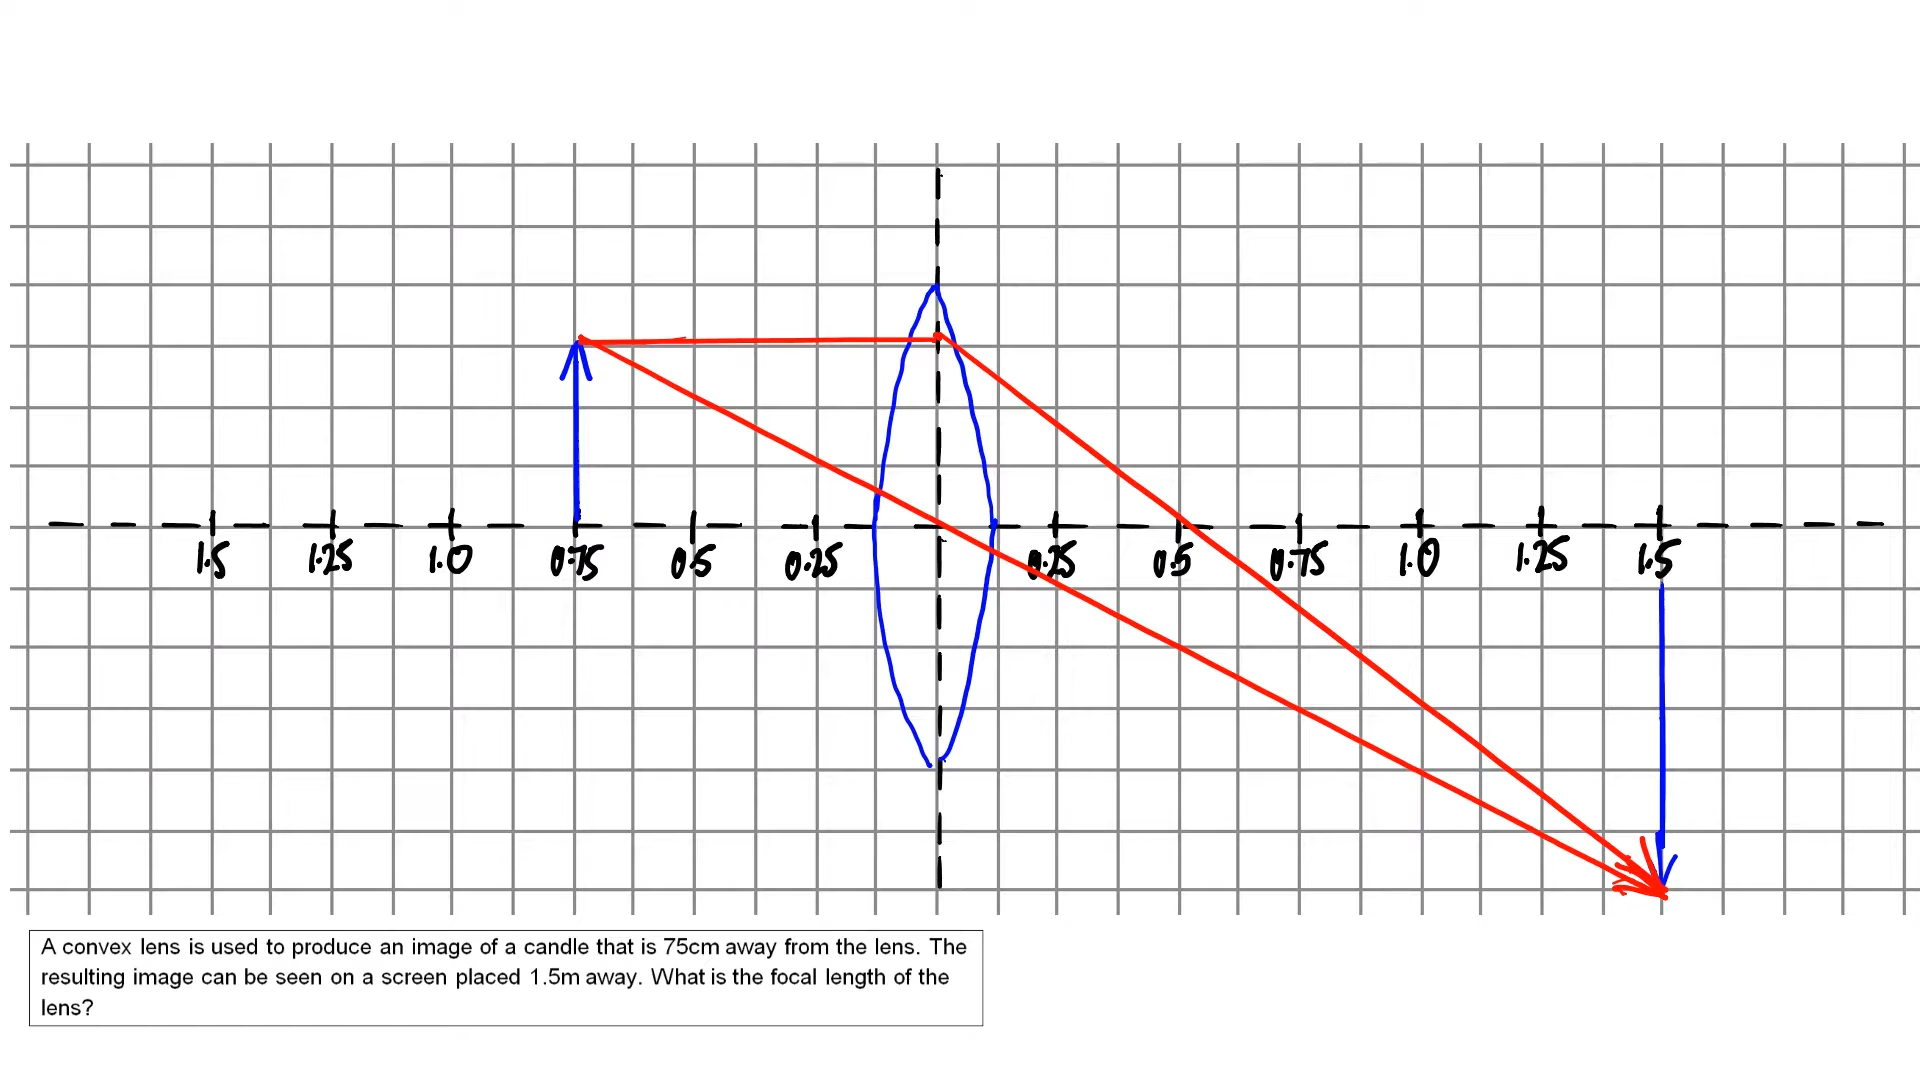 1.5 1.25 1.0 0.75 0.5 0.25 0.25 0.5 0.75 1.0 1.25 1.5
A convex lens is used to produce an image of a candle that is 75cm away from the lens. The
resulting image can be seen on a screen placed 1.5m away. What is the focal length of the
lens?